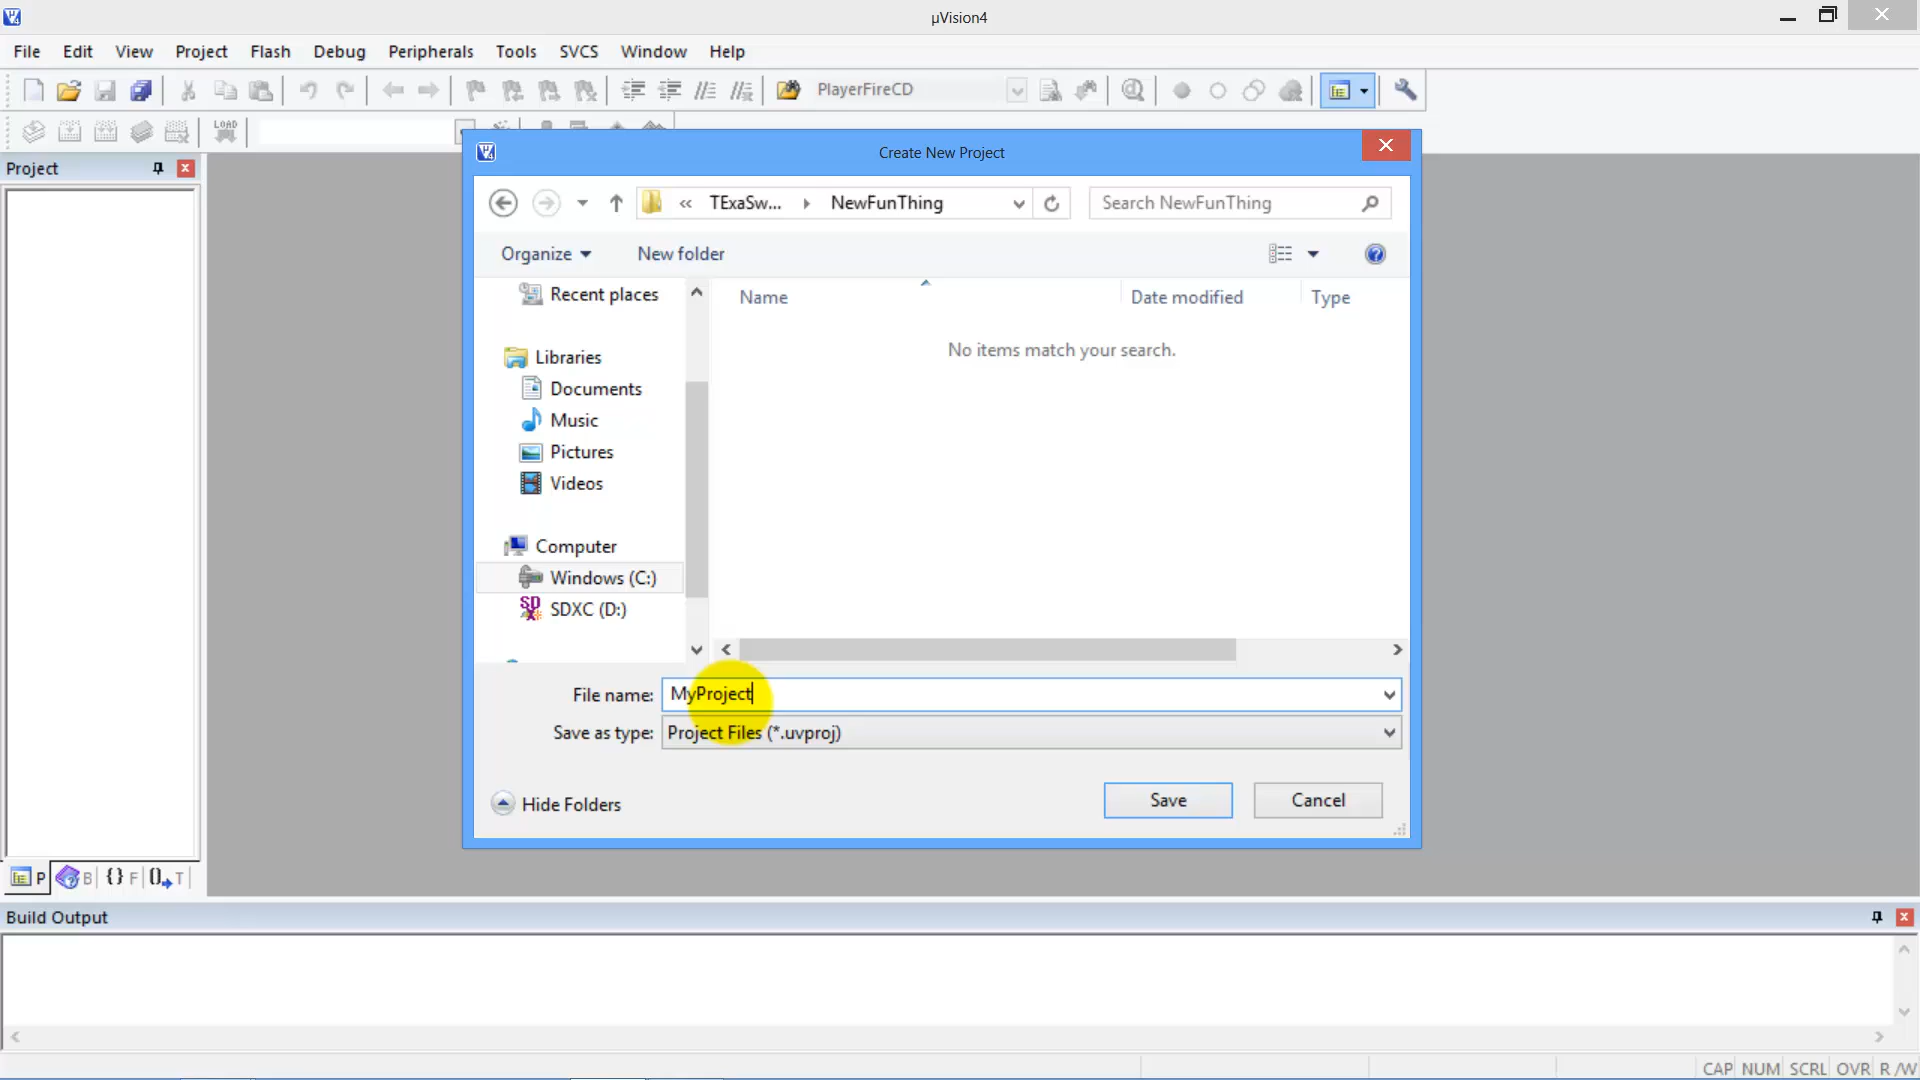 µVision4
File Edit View Project Flash Debug Peripherals Tools SVCS Window Help
PlayerFireCD
LOAD
Project
Create New Project
« TExaSw... NewFunThing
Search NewFunThing
Organize
New folder
Recent places
Libraries
Documents
Music
Pictures
Videos
Computer
Windows (C:)
SDXC (D:)
Name
Date modified
Type
No items match your search.
File name: MyProject
Save as type: Project Files (*.uvproj)
Hide Folders
Save
Cancel
P B {} F T
Build Output
CAP NUM SCRL OVR R /W